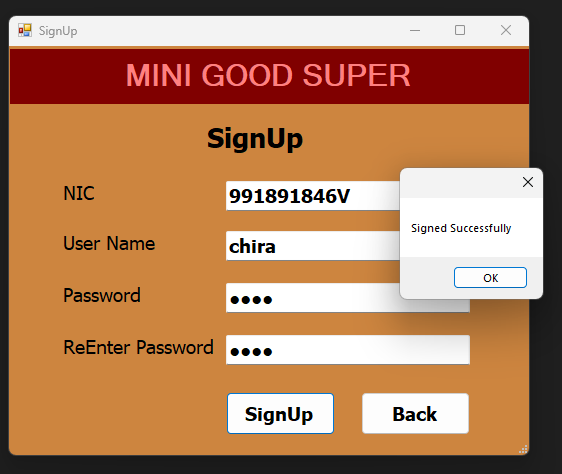 SignUp
MINI GOOD SUPER
SignUp
NIC
991891846V
User Name
chira
Password
●●●●
ReEnter Password
●●●●
SignUp
Back
Signed Successfully
OK